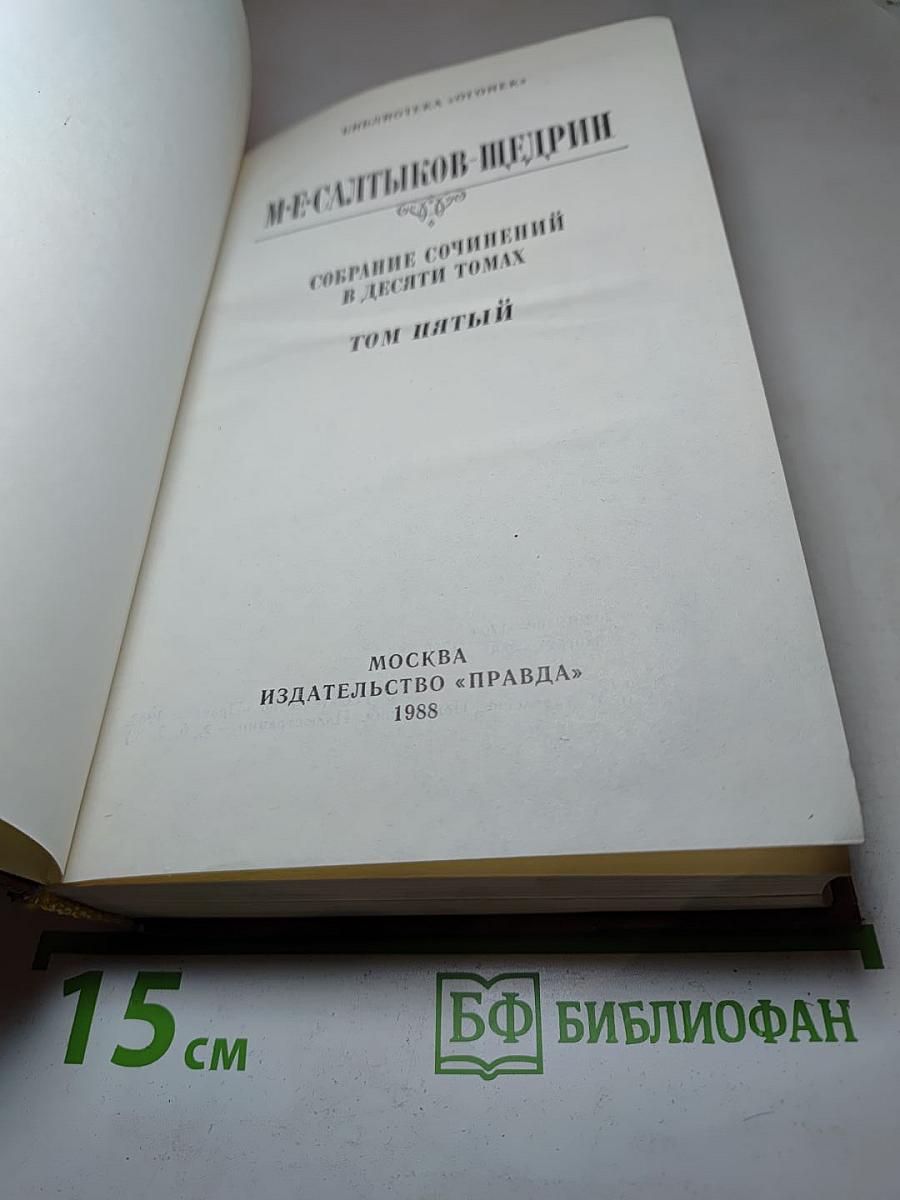 БИБЛИОТЕКА «ОГОНЕК»
М·Е·САЛТЫКОВ-ЩЕДРИН
СОБРАНИЕ СОЧИНЕНИЙ
В ДЕСЯТИ ТОМАХ
ТОМ ПЯТЫЙ
МОСКВА
ИЗДАТЕЛЬСТВО «ПРАВДА»
1988
15 см
БФ БИБЛИОФАН